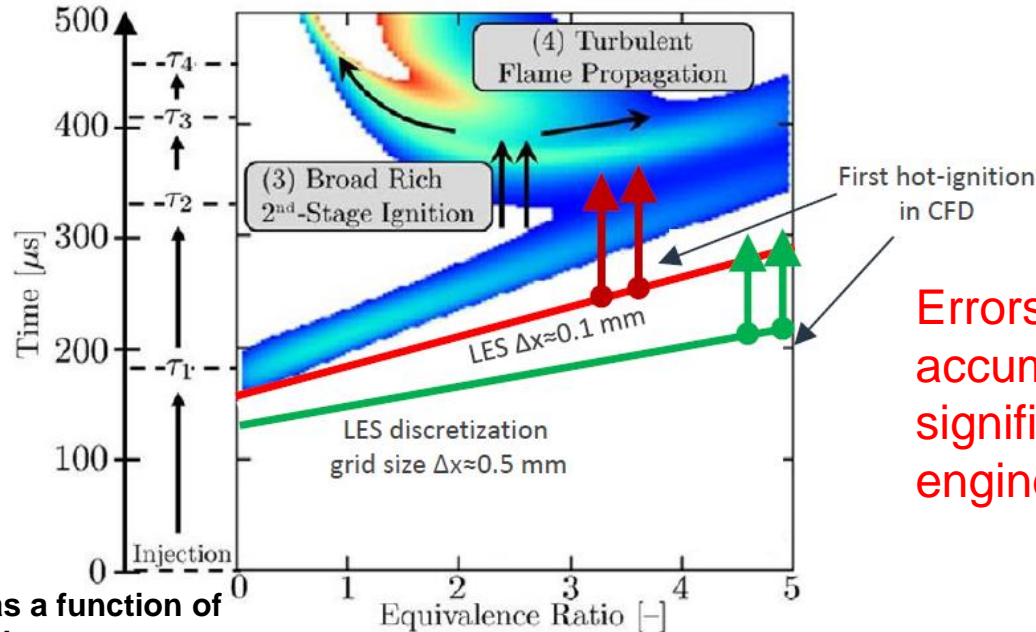 500
400
300
200
100
0
Time [μs]
τ4
τ3
τ2
τ1
Injection
(4) Turbulent
Flame Propagation
(3) Broad Rich
2nd-Stage Ignition
First hot-ignition
in CFD
LES Δx≈0.1 mm
LES discretization
grid size Δx≈0.5 mm
0 1 2 3 4 5
Equivalence Ratio [–]
Errors
accum
signifi
engine
as a function of